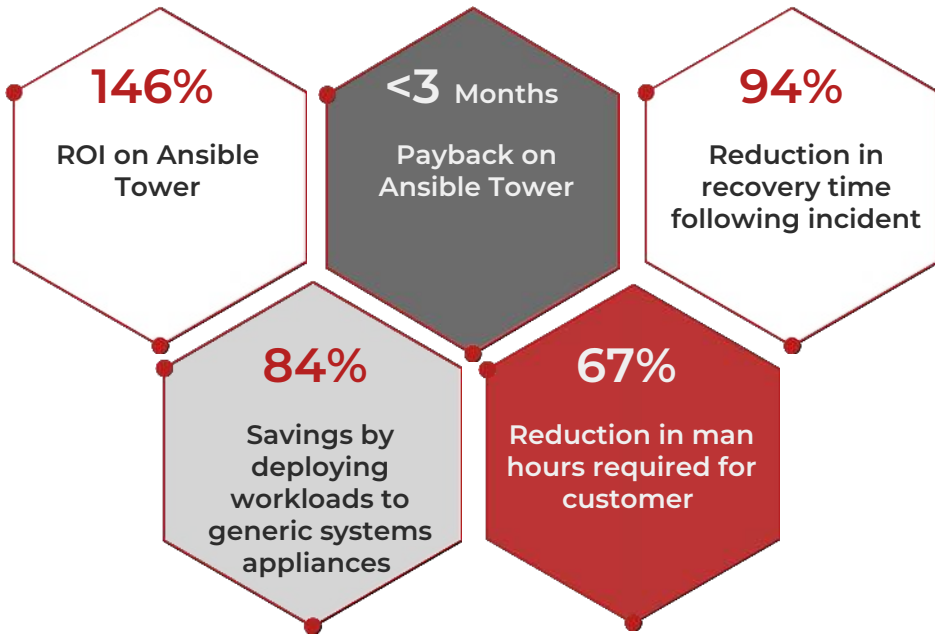 146%
ROI on Ansible
Tower
<3 Months
Payback on
Ansible Tower
94%
Reduction in
recovery time
following incident
84%
Savings by
deploying
workloads to
generic systems
appliances
67%
Reduction in man
hours required for
customer